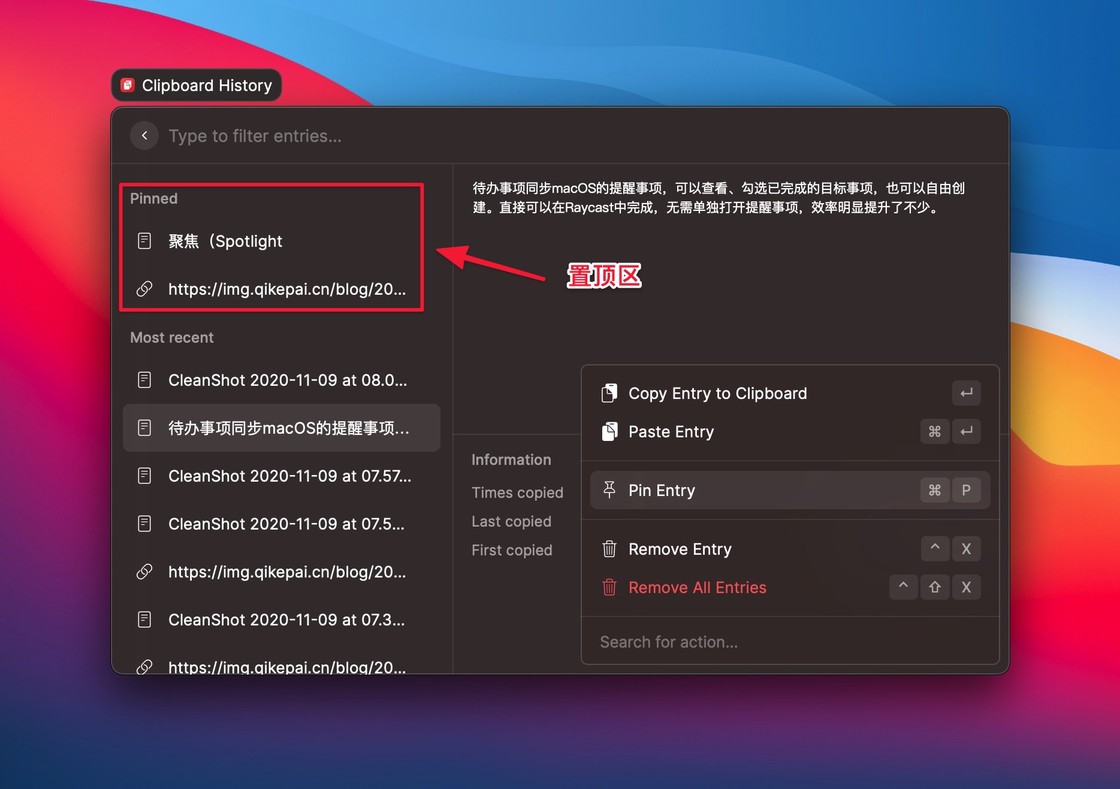 Clipboard History
Type to filter entries...
Pinned
聚焦（Spotlight
https://img.qikepai.cn/blog/20...
Most recent
CleanShot 2020-11-09 at 08.0...
待办事项同步macOS的提醒事项...
CleanShot 2020-11-09 at 07.57...
CleanShot 2020-11-09 at 07.5...
https://img.qikepai.cn/blog/20...
CleanShot 2020-11-09 at 07.3...
https://img.qikepai.cn/blog/20...
待办事项同步macOS的提醒事项，可以查看、勾选已完成的目标事项，也可以自由创
建。直接可以在Raycast中完成，无需单独打开提醒事项，效率明显提升了不少。
置顶区
Information
Times copied
Last copied
First copied
Copy Entry to Clipboard ↵
Paste Entry ⌘ ↵
Pin Entry ⌘ P
Remove Entry ^ X
Remove All Entries ^ ⇧ X
Search for action...